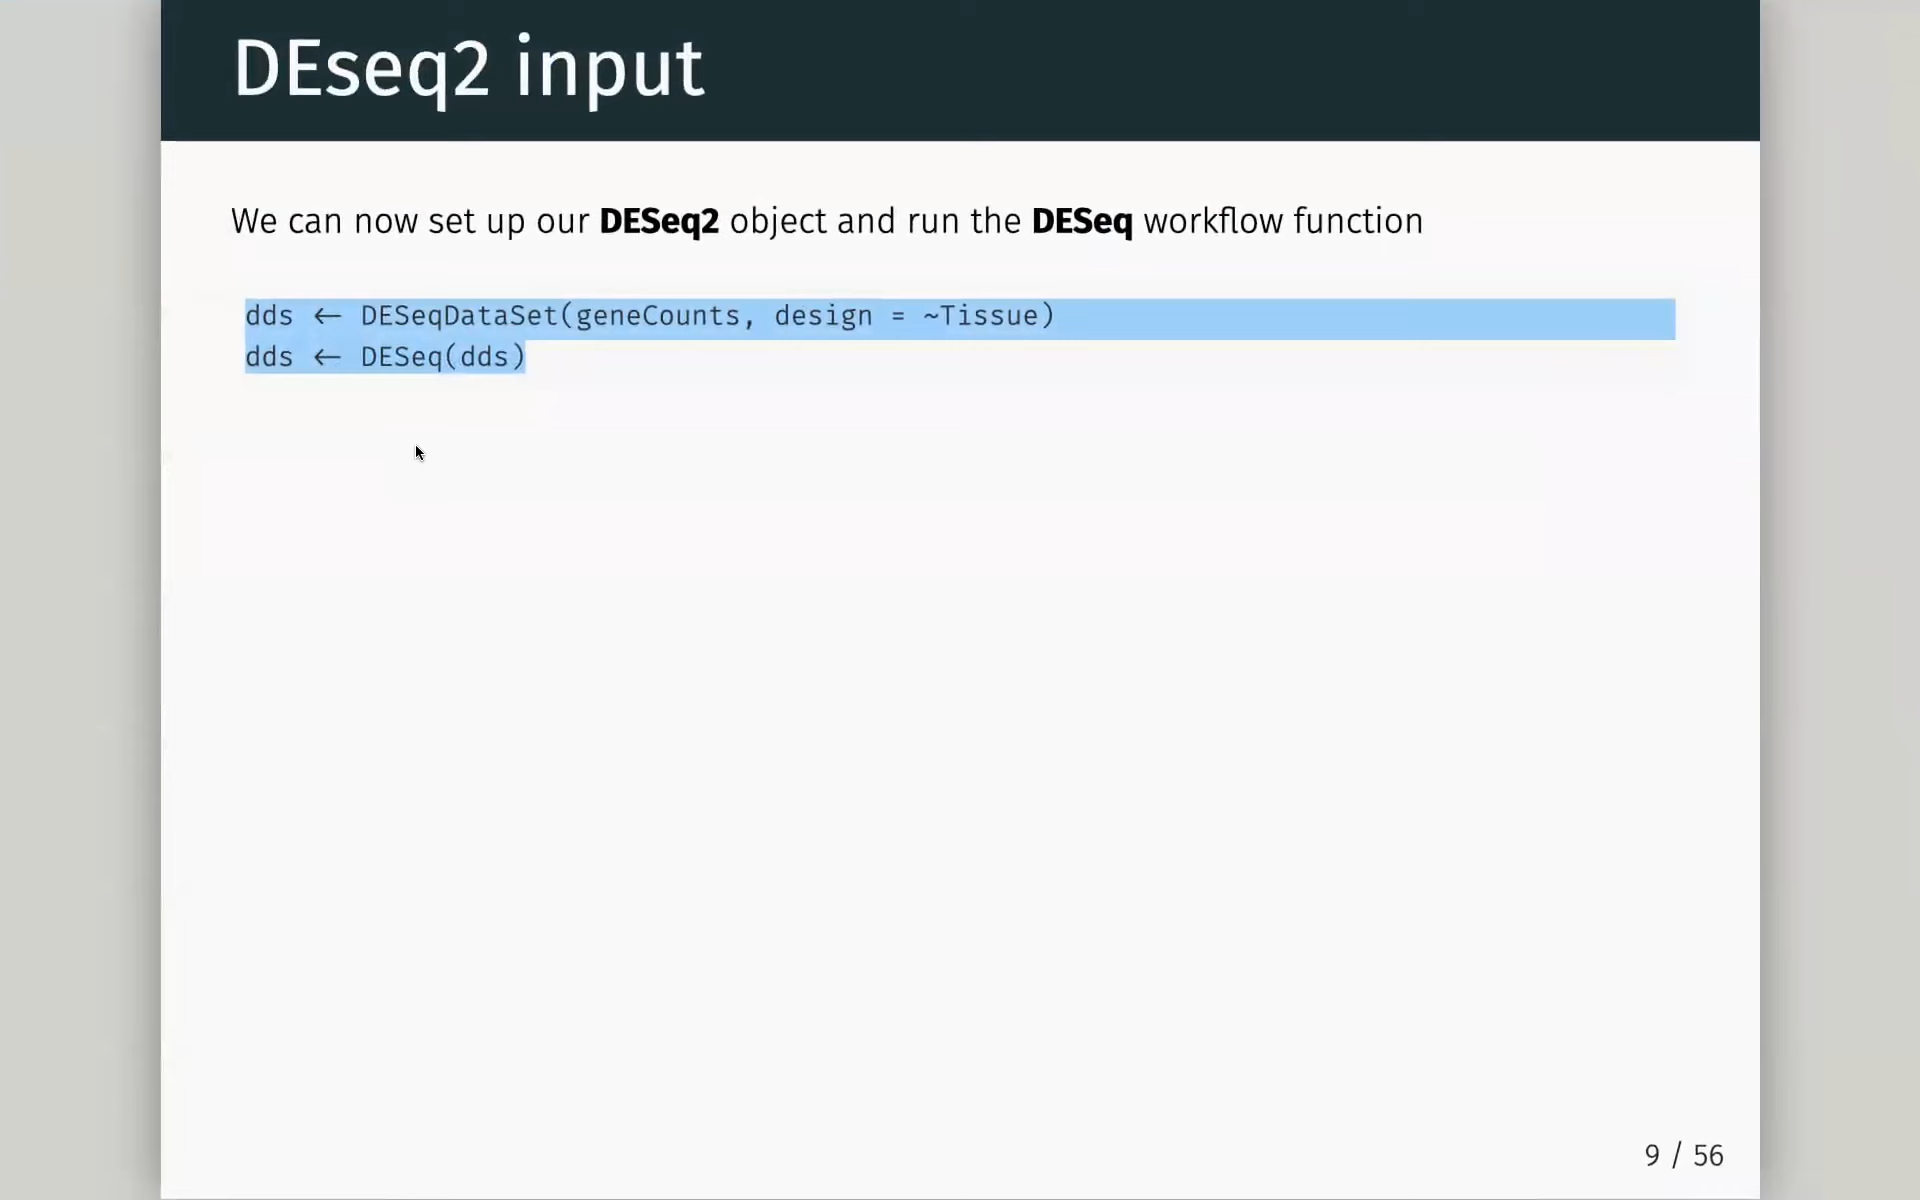 DEseq2 input
We can now set up our DESeq2 object and run the DESeq workflow function
dds ← DESeqDataSet(geneCounts, design = ~Tissue)
dds ← DESeq(dds)
9 / 56